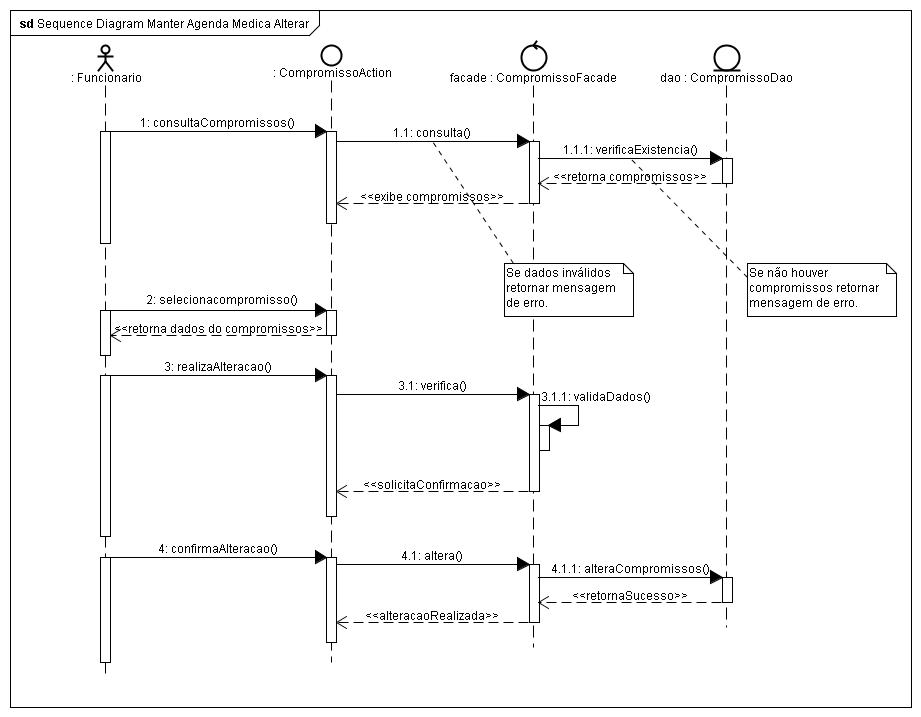 sd Sequence Diagram Manter Agenda Medica Alterar
: Funcionario
: CompromissoAction
facade : CompromissoFacade
dao : CompromissoDao
1: consultaCompromissos()
1.1: consulta()
1.1.1: verificaExistencia()
<<retorna compromissos>>
<<exibe compromissos>>
Se dados inválidos
retornar mensagem
de erro.
Se não houver
compromissos retornar
mensagem de erro.
2: selecionacompromisso()
<<retorna dados do compromissos>>
3: realizaAlteracao()
3.1: verifica()
3.1.1: validaDados()
<<solicitaConfirmacao>>
4: confirmaAlteracao()
4.1: altera()
4.1.1: alteraCompromissos()
<<retornaSucesso>>
<<alteracaoRealizada>>